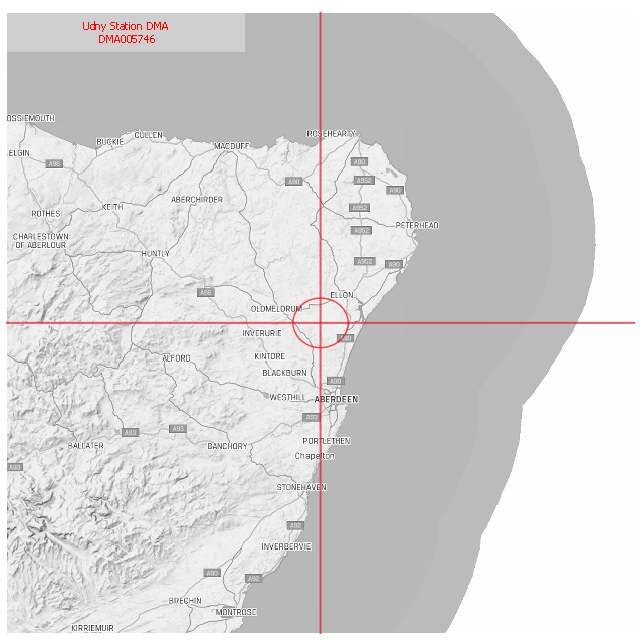 Udny Station DMA
DMA005746
OSSIEMOUTH
CULLEN
ROSEHEARTY
BUCKIE
MACDUFF
ELGIN
A96
A90
A98
A952
A90
KEITH
ABERCHIRDER
A952
ROTHES
PETERHEAD
A952
CHARLESTOWN
OF ABERLOUR
HUNTLY
A952
A90
A96
ELLON
OLDMELDRUM
INVERURIE
A90
KINTORE
ALFORD
BLACKBURN
A90
WESTHILL
ABERDEEN
A93
A93
A93
PORTLETHEN
BALLATER
BANCHORY
Chapelton
A93
STONEHAVEN
A92
INVERBERVIE
A90
A92
BRECHIN
MONTROSE
KIRRIEMUIR